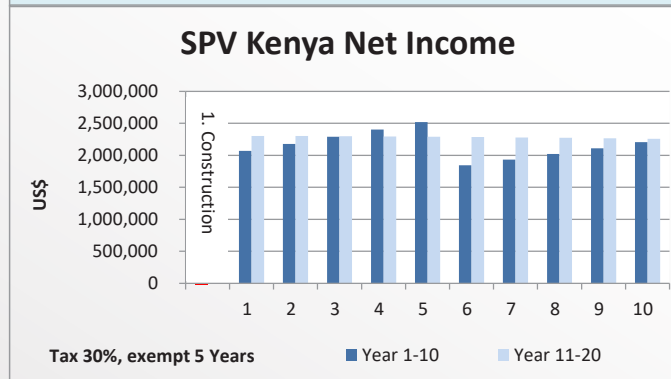 SPV Kenya Net Income
3,000,000
2,500,000
2,000,000
1,500,000
1,000,000
500,000
0
US$
1. Construction
1 2 3 4 5 6 7 8 9 10
Tax 30%, exempt 5 Years
Year 1-10
Year 11-20